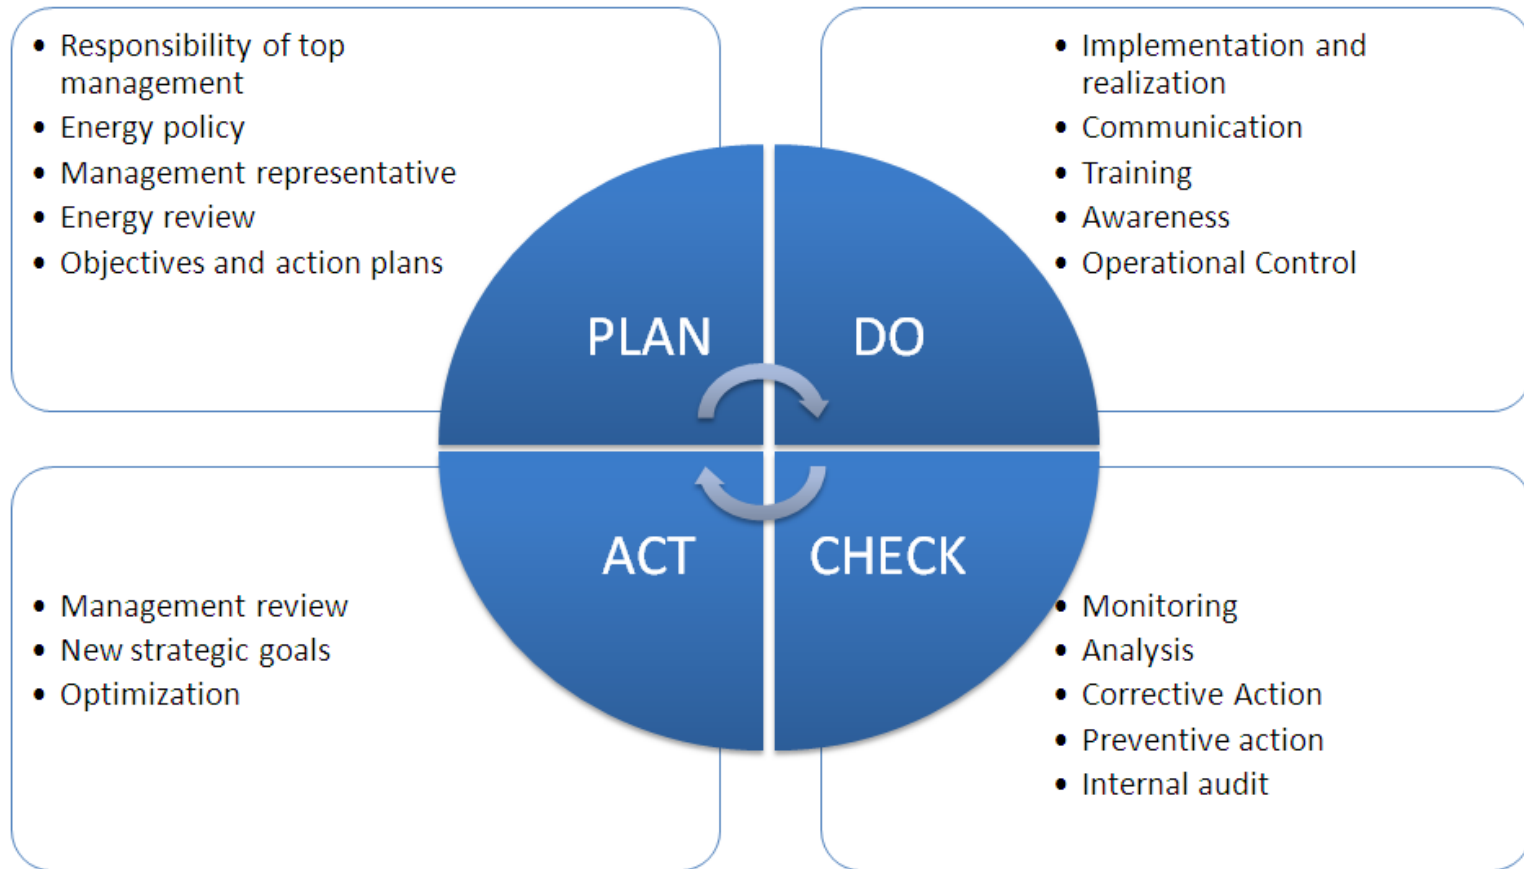 • Responsibility of top
management
• Energy policy
• Management representative
• Energy review
• Objectives and action plans
• Implementation and
realization
• Communication
• Training
• Awareness
• Operational Control
PLAN
DO
ACT
CHECK
• Management review
• New strategic goals
• Optimization
• Monitoring
• Analysis
• Corrective Action
• Preventive action
• Internal audit